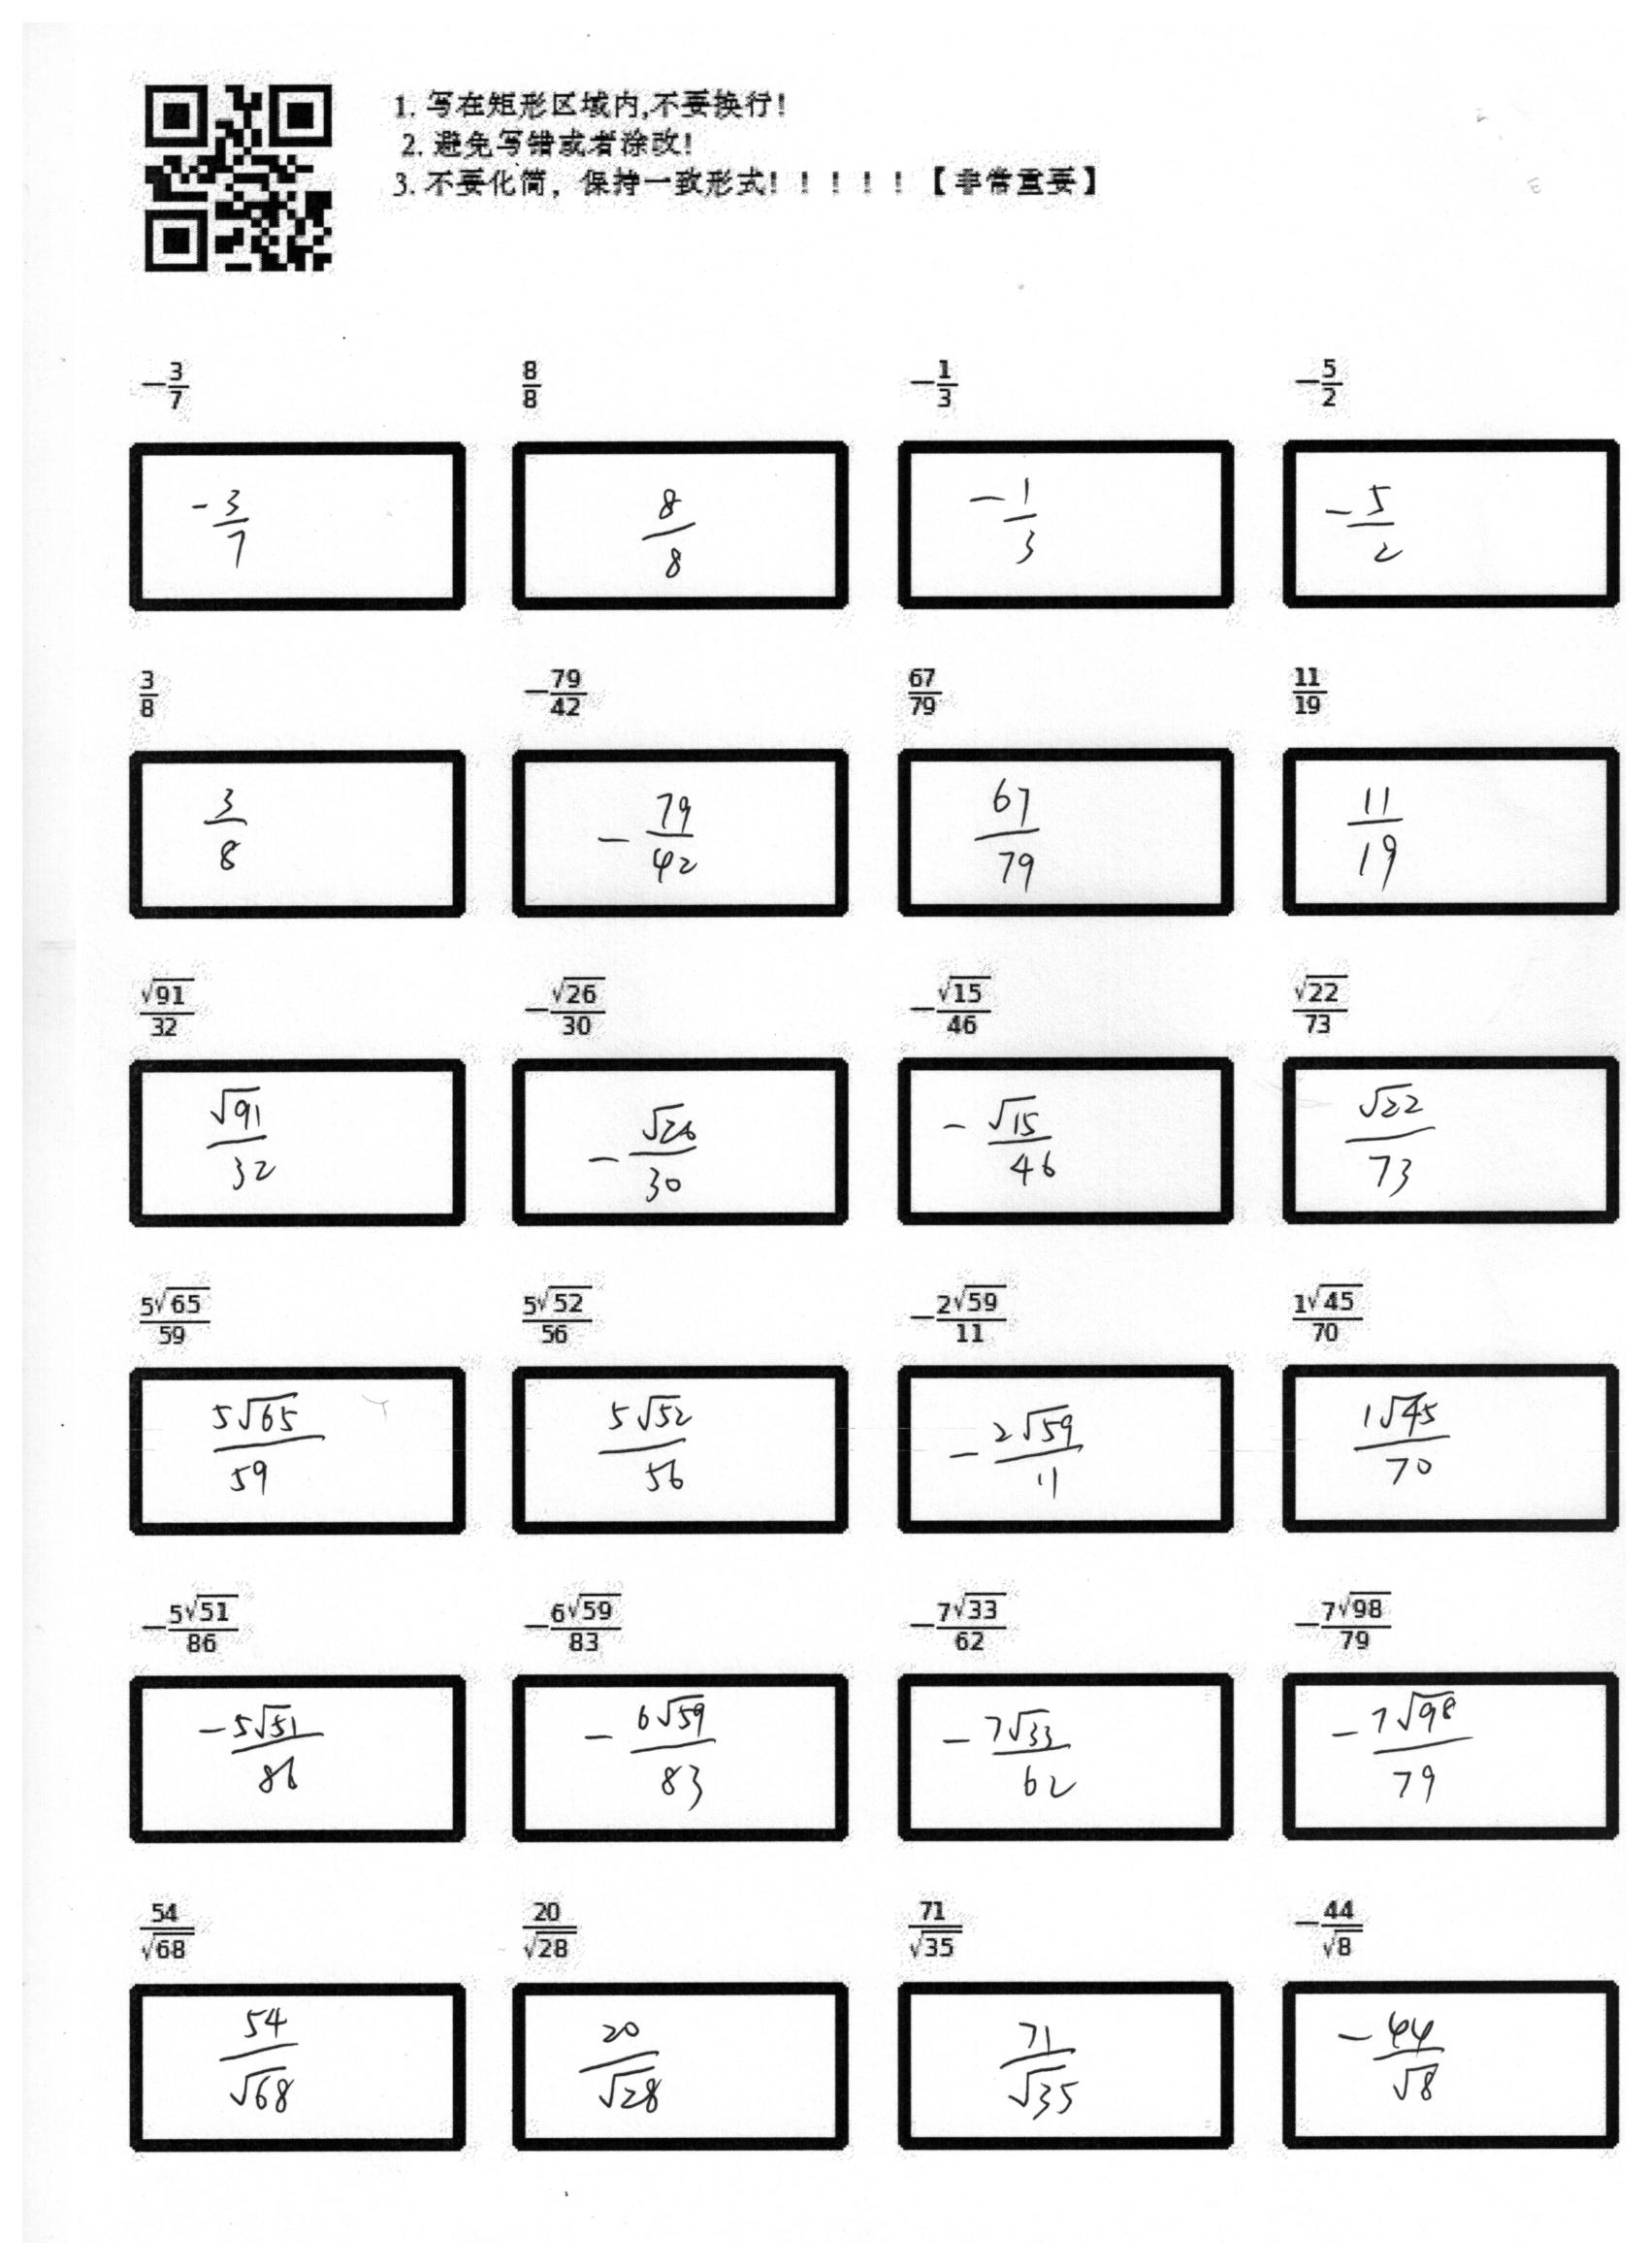 1. 写在矩形区域内,不要换行!
2. 避免写错或者涂改!
3. 不要化简，保持一致形式！！！！！【非常重要】
$-\frac{3}{7}$ $\frac{8}{8}$ $-\frac{1}{3}$ $-\frac{5}{2}$
$-\frac{3}{7}$ $\frac{8}{8}$ $-\frac{1}{3}$ $-\frac{5}{2}$
$\frac{3}{8}$ $-\frac{79}{42}$ $\frac{67}{79}$ $\frac{11}{19}$
$\frac{3}{8}$ $-\frac{79}{42}$ $\frac{67}{79}$ $\frac{11}{19}$
$\frac{\sqrt{91}}{32}$ $-\frac{\sqrt{26}}{30}$ $-\frac{\sqrt{15}}{46}$ $\frac{\sqrt{22}}{73}$
$\frac{\sqrt{91}}{32}$ $-\frac{\sqrt{26}}{30}$ $-\frac{\sqrt{15}}{46}$ $\frac{\sqrt{22}}{73}$
$\frac{5\sqrt{65}}{59}$ $\frac{5\sqrt{52}}{56}$ $-\frac{2\sqrt{59}}{11}$ $\frac{1\sqrt{45}}{70}$
$\frac{5\sqrt{65}}{59}$ $\frac{5\sqrt{52}}{56}$ $-\frac{2\sqrt{59}}{11}$ $\frac{1\sqrt{45}}{70}$
$-\frac{5\sqrt{51}}{86}$ $-\frac{6\sqrt{59}}{83}$ $-\frac{7\sqrt{33}}{62}$ $-\frac{7\sqrt{98}}{79}$
$-\frac{5\sqrt{51}}{86}$ $-\frac{6\sqrt{59}}{83}$ $-\frac{7\sqrt{33}}{62}$ $-\frac{7\sqrt{98}}{79}$
$\frac{54}{\sqrt{68}}$ $\frac{20}{\sqrt{28}}$ $\frac{71}{\sqrt{35}}$ $-\frac{44}{\sqrt{8}}$
$\frac{54}{\sqrt{68}}$ $\frac{20}{\sqrt{28}}$ $\frac{71}{\sqrt{35}}$ $-\frac{44}{\sqrt{8}}$